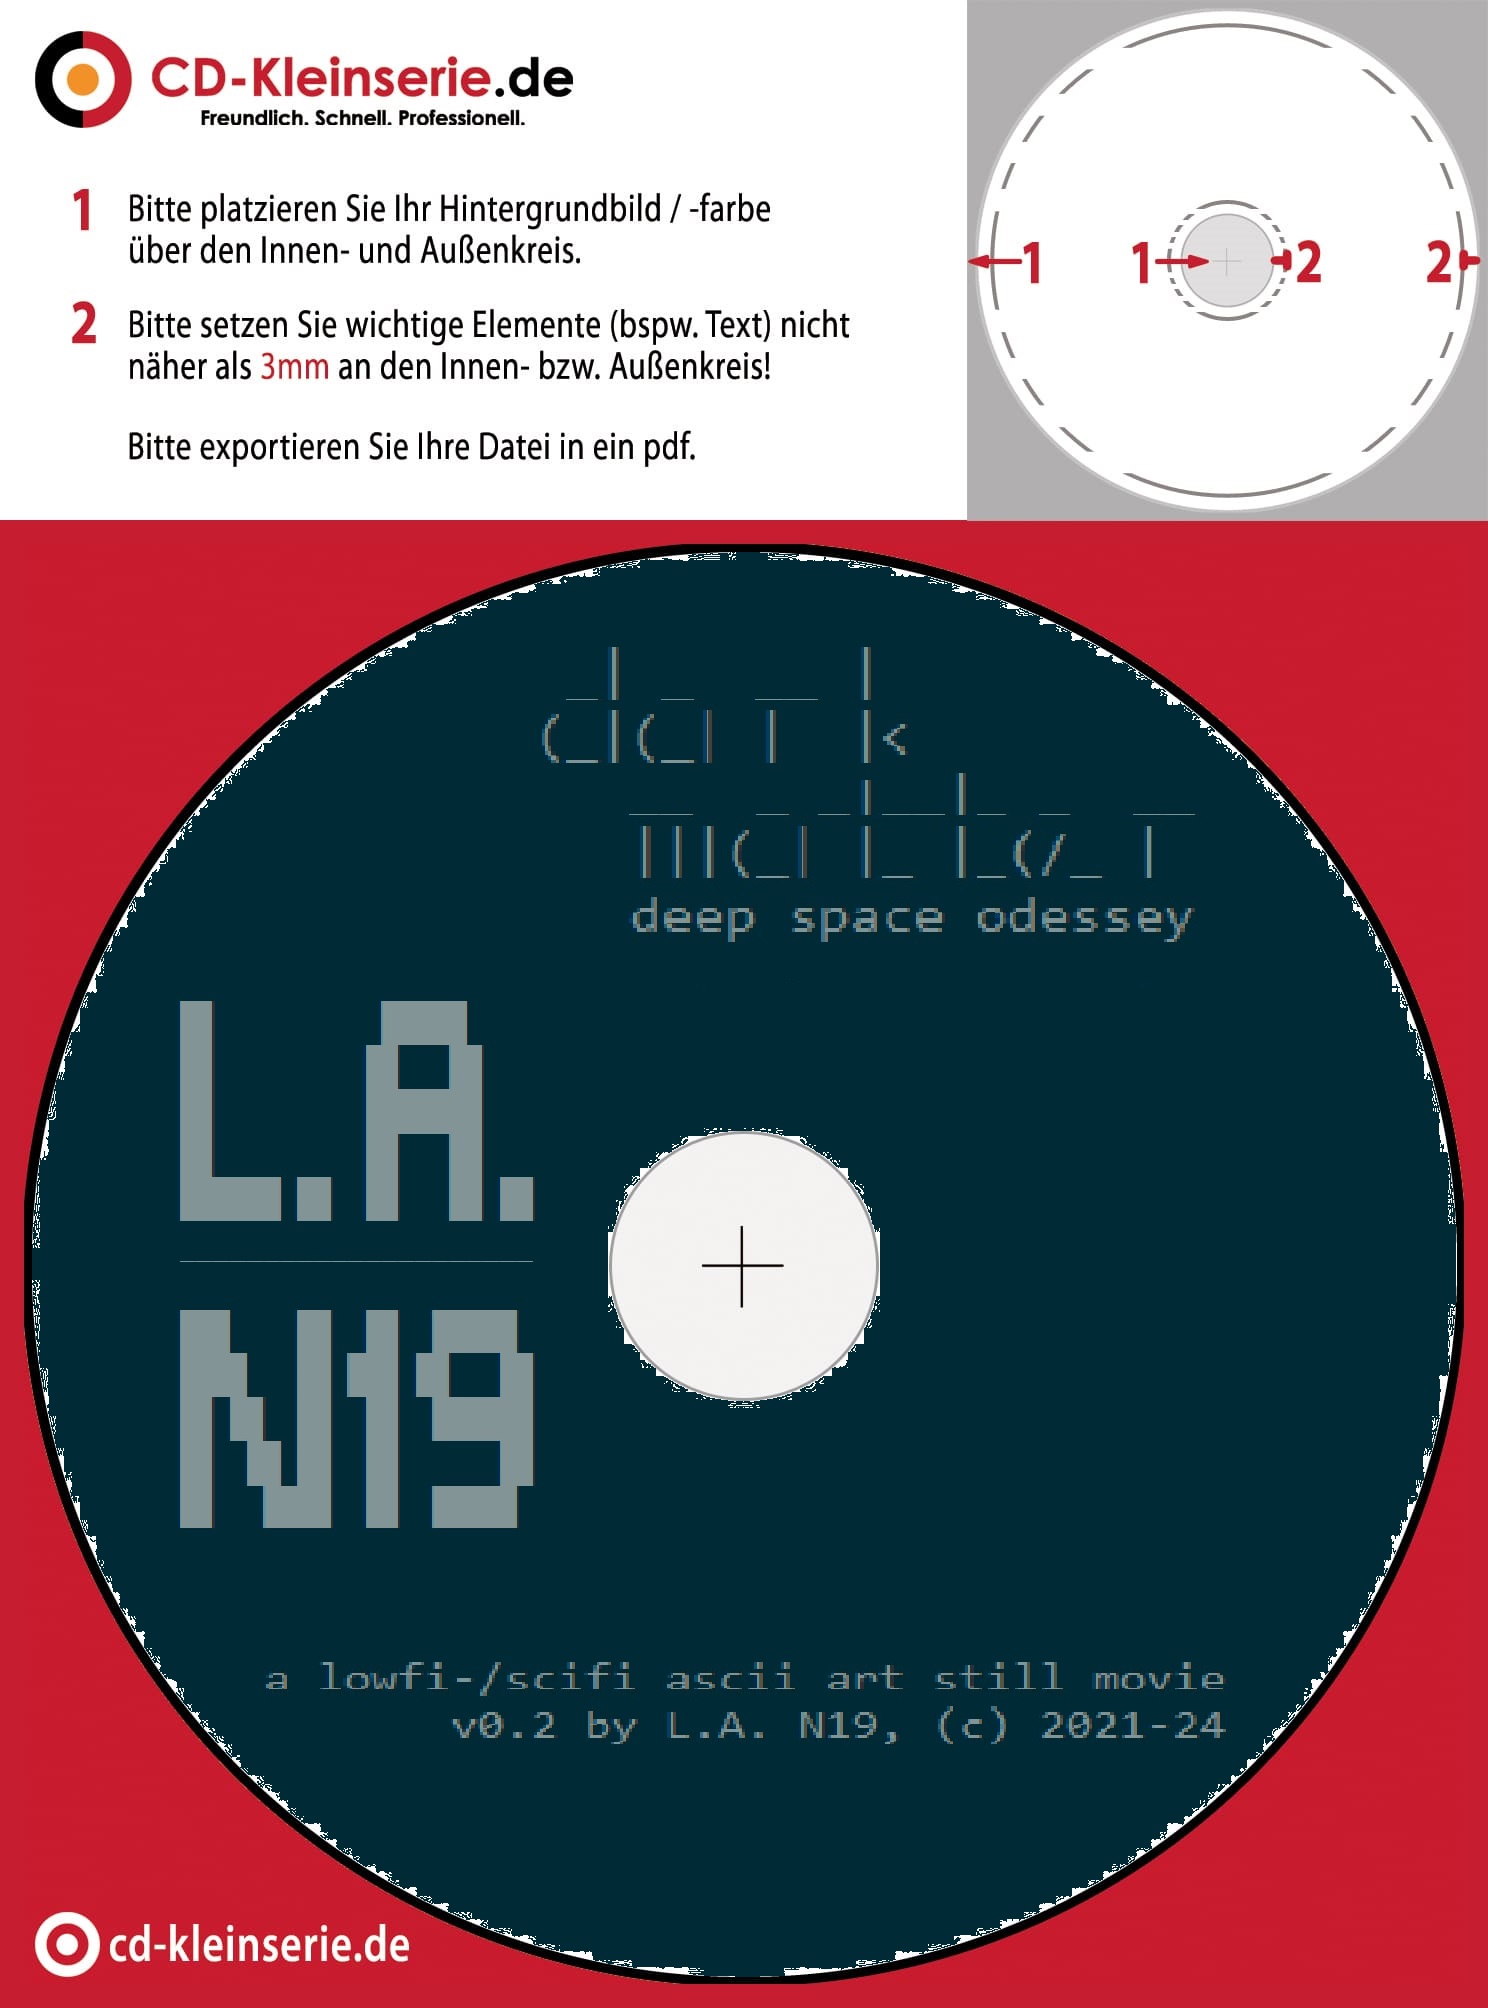 CD-Kleinserie.de
Freundlich. Schnell. Professionell.
1 Bitte platzieren Sie Ihr Hintergrundbild / -farbe
über den Innen- und Außenkreis.
2 Bitte setzen Sie wichtige Elemente (bspw. Text) nicht
näher als 3mm an den Innen- bzw. Außenkreis!
Bitte exportieren Sie Ihre Datei in ein pdf.
1 1 2 2
dark
matter
deep space odessey
L.A.
N19
a lowfi-/scifi ascii art still movie
v0.2 by L.A. N19, (c) 2021-24
cd-kleinserie.de